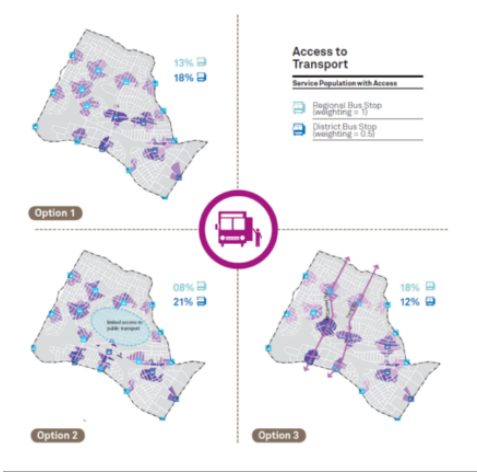 Access to
Transport
Service Population with Access
Regional Bus Stop
(weighting = 1)
District Bus Stop
(weighting = 0.5)
13%
18%
Option 1
08%
21%
limited access to
public transport
Option 2
18%
12%
Option 3